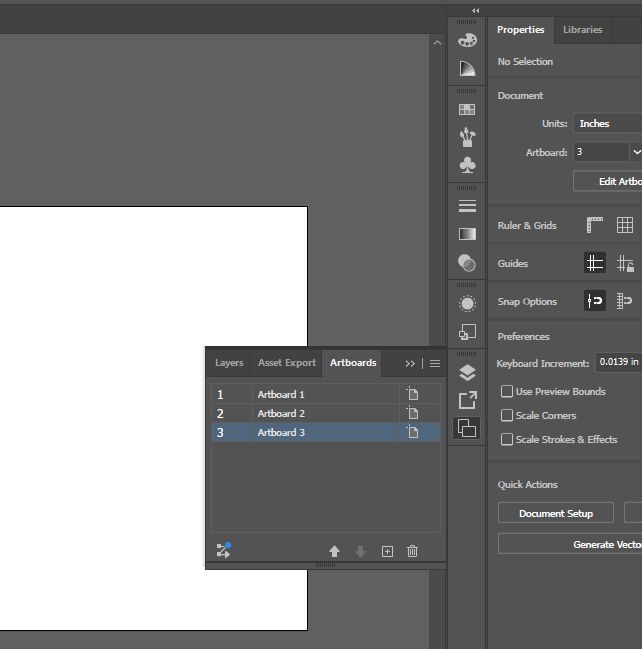 Properties Libraries
No Selection
Document
Units: Inches
Artboard: 3
Edit Artbo
Ruler & Grids
Guides
Snap Options
Preferences
Keyboard Increment: 0.0139 in
Use Preview Bounds
Scale Corners
Scale Strokes & Effects
Quick Actions
Document Setup
Generate Vecto
Layers Asset Export Artboards
1 Artboard 1
2 Artboard 2
3 Artboard 3